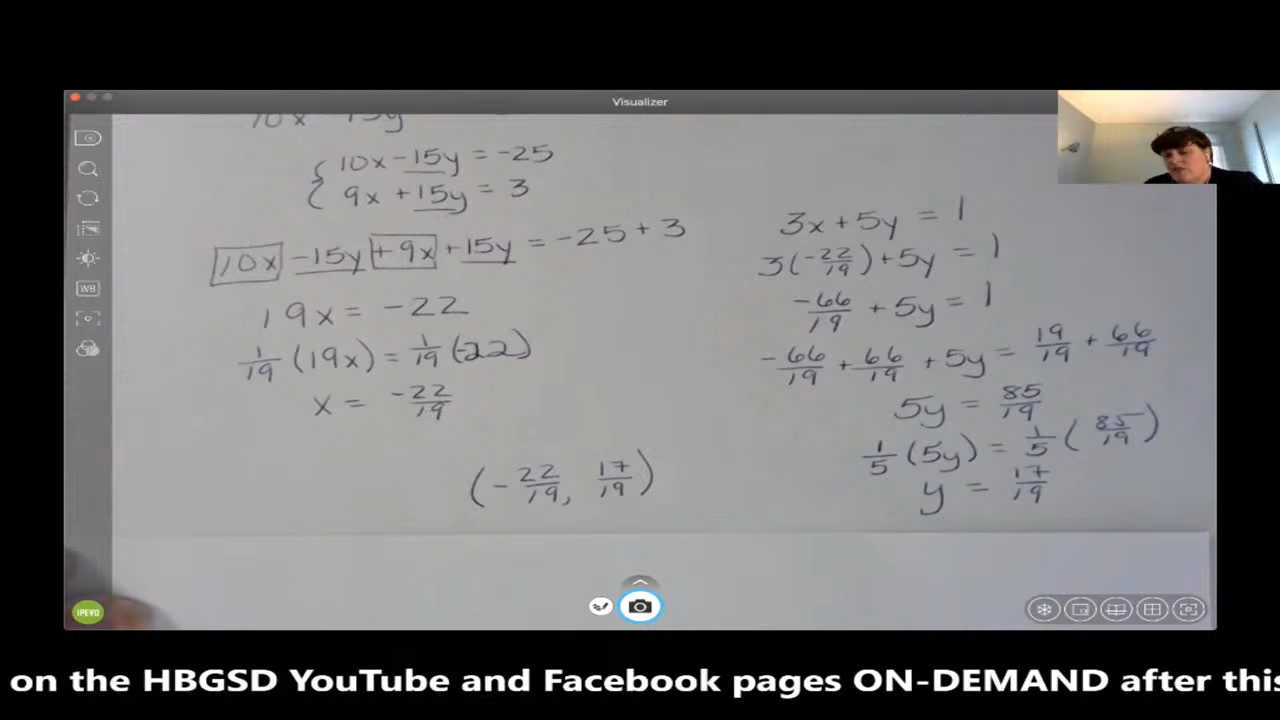 Visualizer
10x - 15y
{ 10x - 15y = -25
9x + 15y = 3
10x - 15y + 9x + 15y = -25 + 3
19x = -22
1/19 (19x) = 1/19 (-22)
x = -22/19
(-22/19, 17/19)
3x + 5y = 1
3(-22/19) + 5y = 1
-66/19 + 5y = 1
-66/19 + 66/19 + 5y = 19/19 + 66/19
5y = 85/19
1/5 (5y) = 1/5 (85/19)
y = 17/19
WB
IPEVO
on the HBGSD YouTube and Facebook pages ON-DEMAND after this